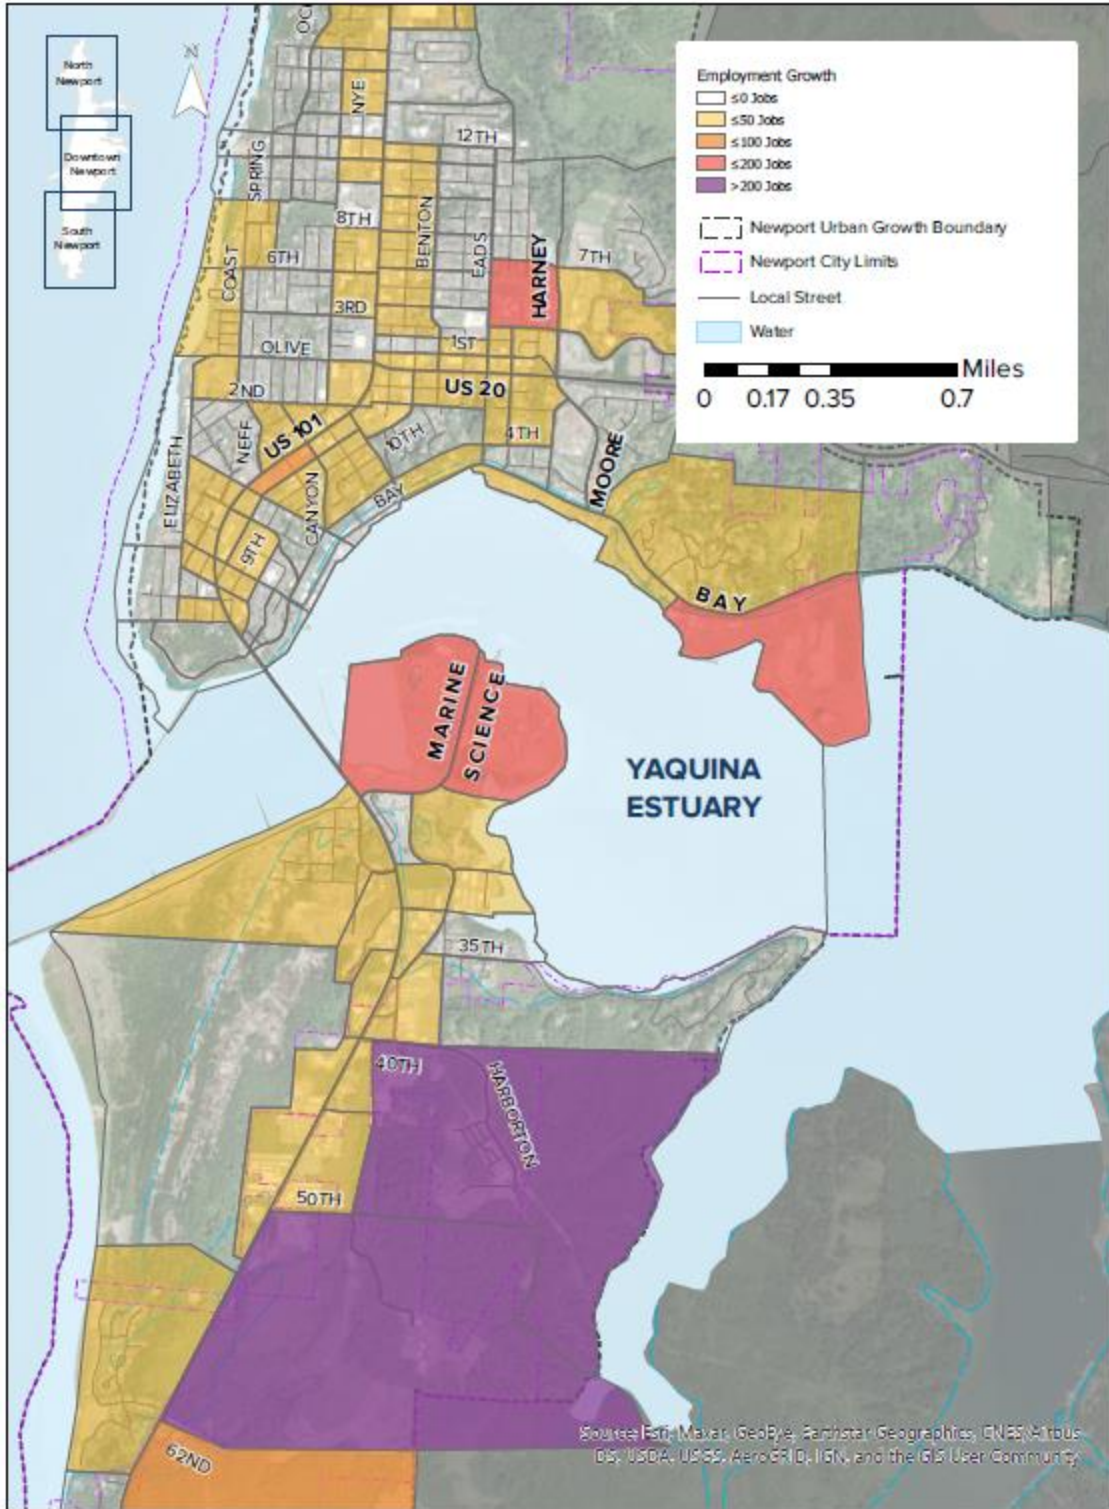 North
Newport
Downtown
Newport
South
Newport
N
OC
NYE
12TH
SPRING
8TH
BENTON
EADS
6TH
COAST
HARNEY
7TH
3RD
1ST
OLIVE
2ND
US 20
NEFF
US 101
10TH
4TH
ELIZABETH
CANYON
BAY
MOORE
9TH
BAY
MARINE
SCIENCE
YAQUINA
ESTUARY
35TH
40TH
HARBORTON
50TH
62ND
Employment Growth
≤0 Jobs
≤50 Jobs
≤100 Jobs
≤200 Jobs
>200 Jobs
Newport Urban Growth Boundary
Newport City Limits
Local Street
Water
Miles
0 0.17 0.35 0.7
Source: Esri, Maxar, GeoEye, Earthstar Geographics, CNES/Airbus
DS, USDA, USGS, AeroGRID, IGN, and the GIS User Community